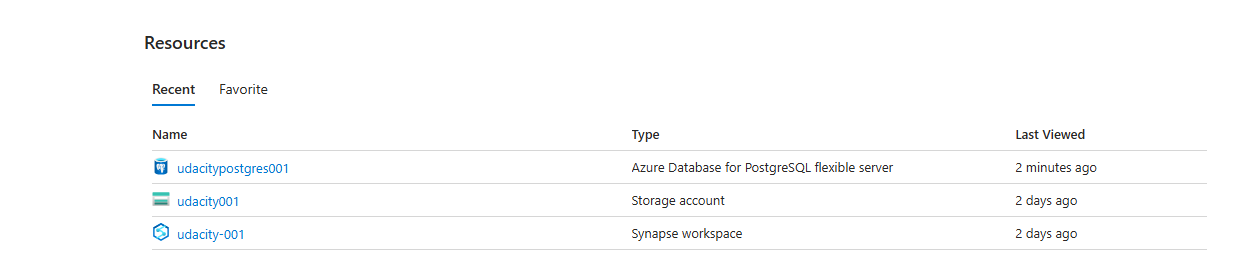 Resources
Recent Favorite
Name Type Last Viewed
udacitypostgres001 Azure Database for PostgreSQL flexible server 2 minutes ago
udacity001 Storage account 2 days ago
udacity-001 Synapse workspace 2 days ago